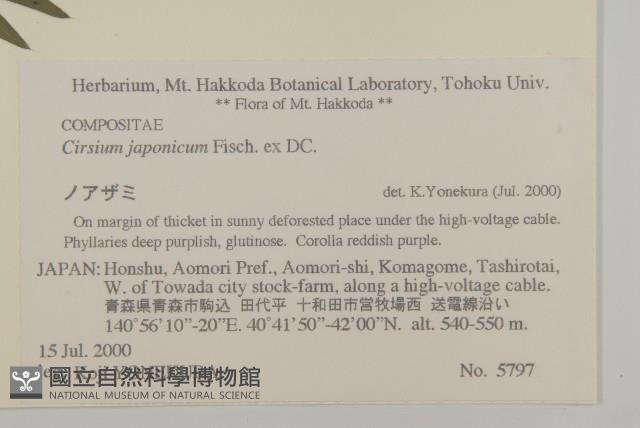 Herbarium, Mt. Hakkoda Botanical Laboratory, Tohoku Univ.
** Flora of Mt. Hakkoda **
COMPOSITAE
Cirsium japonicum Fisch. ex DC.
ノアザミ det. K.Yonekura (Jul. 2000)
On margin of thicket in sunny deforested place under the high-voltage cable.
Phyllaries deep purplish, glutinose. Corolla reddish purple.
JAPAN: Honshu, Aomori Pref., Aomori-shi, Komagome, Tashirotai,
W. of Towada city stock-farm, along a high-voltage cable.
青森県青森市駒込 田代平 十和田市営牧場西 送電線沿い
140˚56'10"-20"E. 40˚41'50"-42'00"N. alt. 540-550 m.
15 Jul. 2000
No. 5797
國立自然科學博物館
NATIONAL MUSEUM OF NATURAL SCIENCE